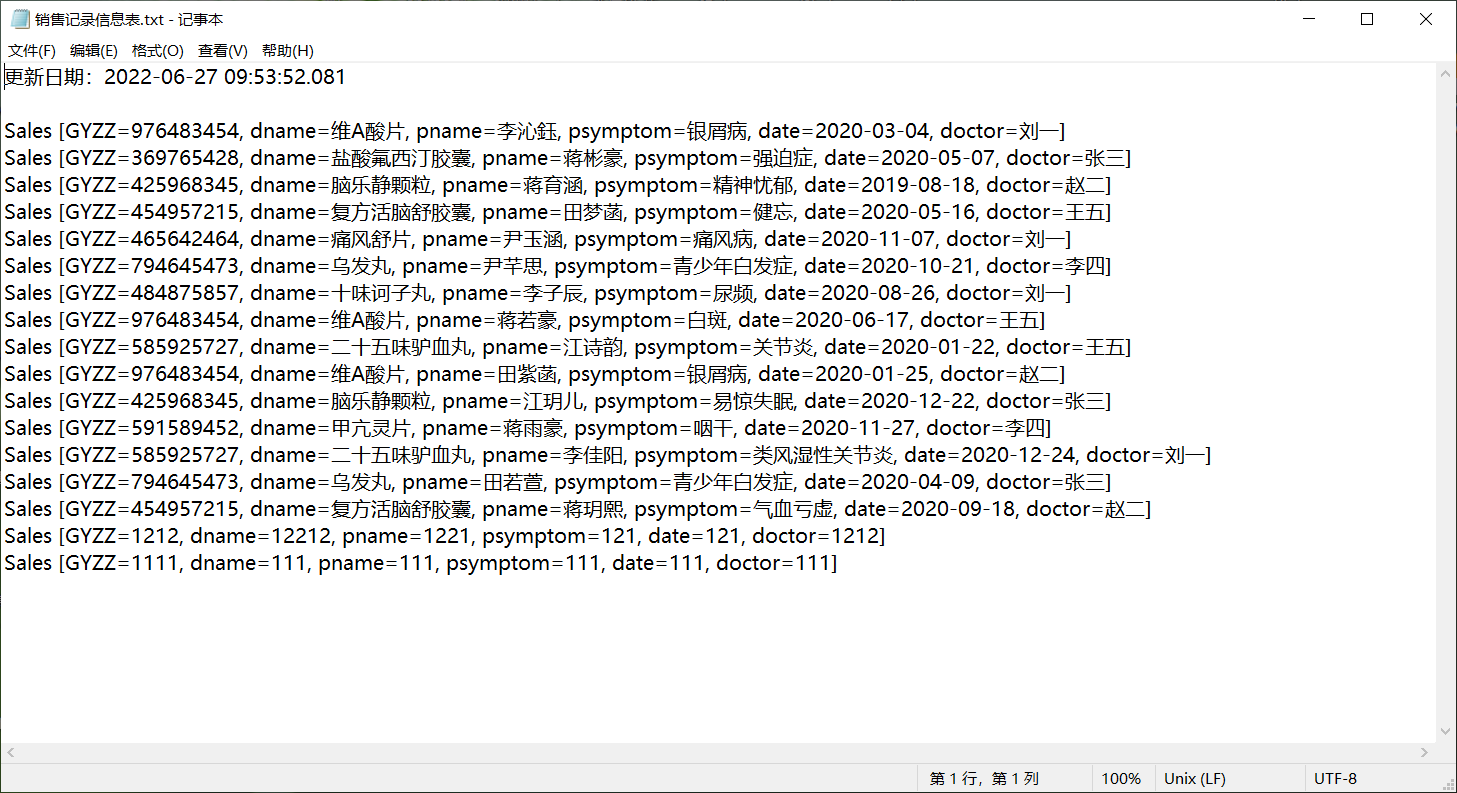 销售记录信息表.txt - 记事本
文件(F) 编辑(E) 格式(O) 查看(V) 帮助(H)
更新日期：2022-06-27 09:53:52.081
Sales [GYZZ=976483454, dname=维A酸片, pname=李沁鈺, psymptom=银屑病, date=2020-03-04, doctor=刘一]
Sales [GYZZ=369765428, dname=盐酸氟西汀胶囊, pname=蒋彬豪, psymptom=强迫症, date=2020-05-07, doctor=张三]
Sales [GYZZ=425968345, dname=脑乐静颗粒, pname=蒋育涵, psymptom=精神忧郁, date=2019-08-18, doctor=赵二]
Sales [GYZZ=454957215, dname=复方活脑舒胶囊, pname=田梦菡, psymptom=健忘, date=2020-05-16, doctor=王五]
Sales [GYZZ=465642464, dname=痛风舒片, pname=尹玉涵, psymptom=痛风病, date=2020-11-07, doctor=刘一]
Sales [GYZZ=794645473, dname=乌发丸, pname=尹芊思, psymptom=青少年白发症, date=2020-10-21, doctor=李四]
Sales [GYZZ=484875857, dname=十味诃子丸, pname=李子辰, psymptom=尿频, date=2020-08-26, doctor=刘一]
Sales [GYZZ=976483454, dname=维A酸片, pname=蒋若豪, psymptom=白斑, date=2020-06-17, doctor=王五]
Sales [GYZZ=585925727, dname=二十五味驴血丸, pname=江诗韵, psymptom=关节炎, date=2020-01-22, doctor=王五]
Sales [GYZZ=976483454, dname=维A酸片, pname=田紫菡, psymptom=银屑病, date=2020-01-25, doctor=赵二]
Sales [GYZZ=425968345, dname=脑乐静颗粒, pname=江玥儿, psymptom=易惊失眠, date=2020-12-22, doctor=张三]
Sales [GYZZ=591589452, dname=甲亢灵片, pname=蒋雨豪, psymptom=咽干, date=2020-11-27, doctor=李四]
Sales [GYZZ=585925727, dname=二十五味驴血丸, pname=李佳阳, psymptom=类风湿性关节炎, date=2020-12-24, doctor=刘一]
Sales [GYZZ=794645473, dname=乌发丸, pname=田若萱, psymptom=青少年白发症, date=2020-04-09, doctor=张三]
Sales [GYZZ=454957215, dname=复方活脑舒胶囊, pname=蒋玥熙, psymptom=气血亏虚, date=2020-09-18, doctor=赵二]
Sales [GYZZ=1212, dname=12212, pname=1221, psymptom=121, date=121, doctor=1212]
Sales [GYZZ=1111, dname=111, pname=111, psymptom=111, date=111, doctor=111]
第 1 行，第 1 列 100% Unix (LF) UTF-8